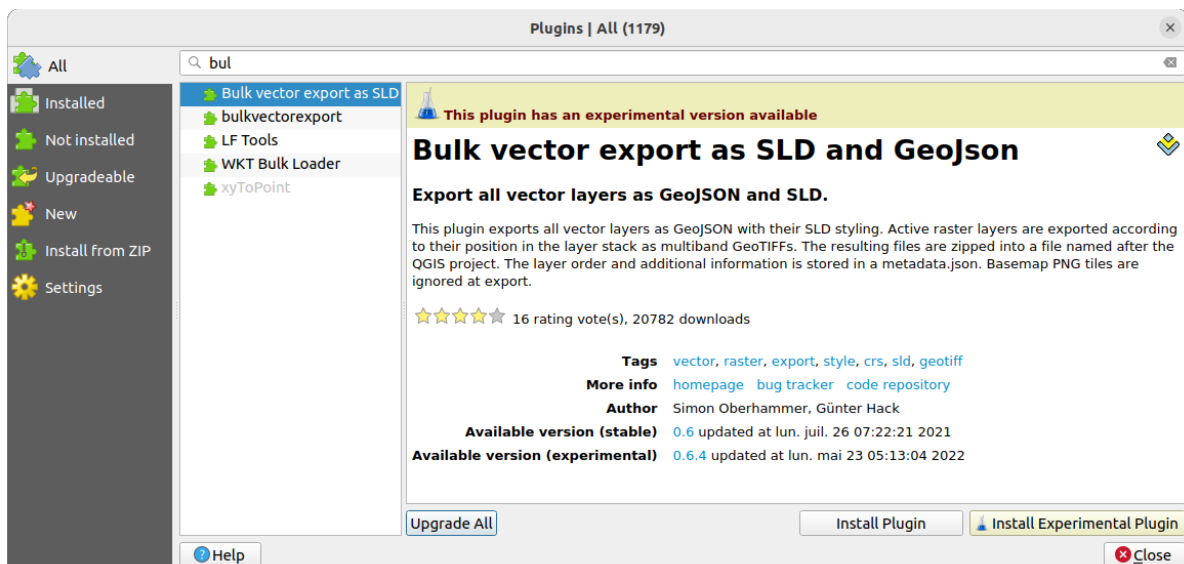 Plugins | All (1179)
All
Installed
Not installed
Upgradeable
New
Install from ZIP
Settings
bul
Bulk vector export as SLD
bulkvectorexport
LF Tools
WKT Bulk Loader
xyToPoint
This plugin has an experimental version available
Bulk vector export as SLD and GeoJson
Export all vector layers as GeoJSON and SLD.
This plugin exports all vector layers as GeoJSON with their SLD styling. Active raster layers are exported according
to their position in the layer stack as multiband GeoTIFFs. The resulting files are zipped into a file named after the
QGIS project. The layer order and additional information is stored in a metadata.json. Basemap PNG tiles are
ignored at export.
16 rating vote(s), 20782 downloads
Tags vector, raster, export, style, crs, sld, geotiff
More info homepage bug tracker code repository
Author Simon Oberhammer, Günter Hack
Available version (stable) 0.6 updated at lun. juil. 26 07:22:21 2021
Available version (experimental) 0.6.4 updated at lun. mai 23 05:13:04 2022
Upgrade All
Install Plugin
Install Experimental Plugin
Help
Close